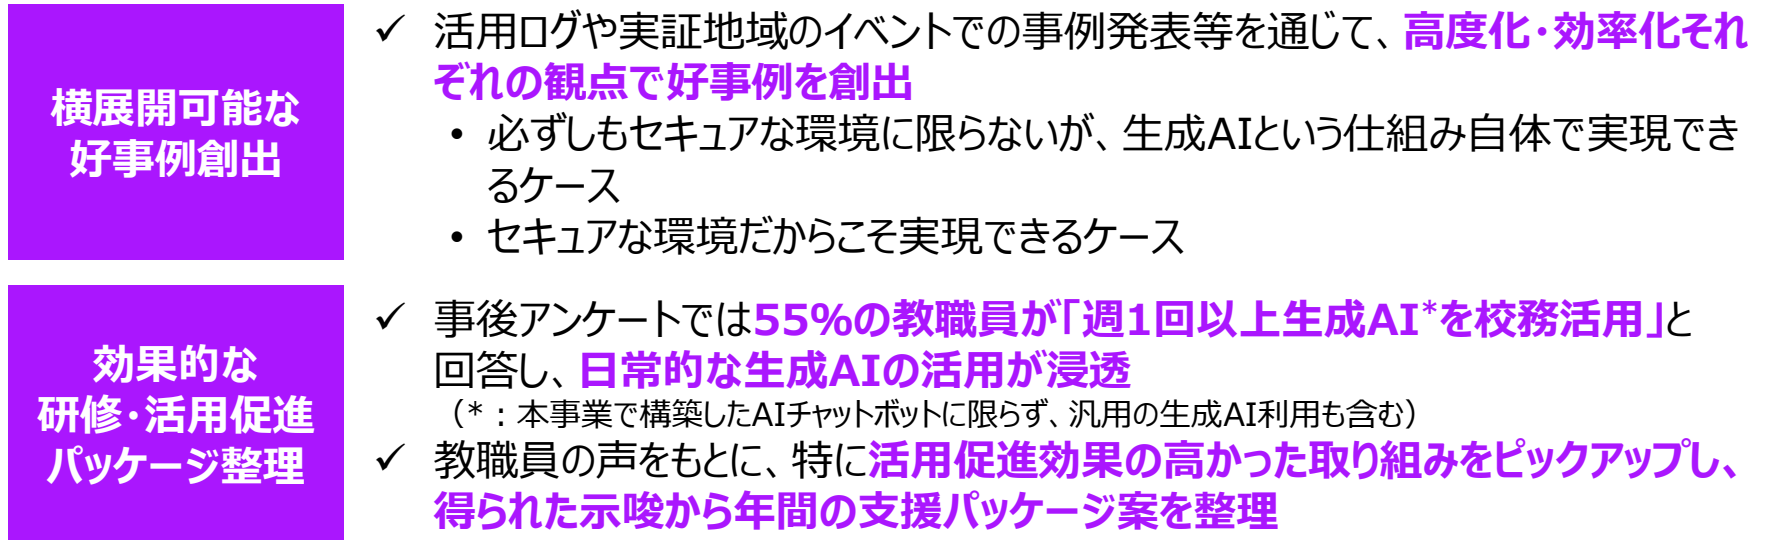 横展開可能な
好事例創出
✓ 活用ログや実証地域のイベントでの事例発表等を通じて、高度化・効率化それ
ぞれの観点で好事例を創出
• 必ずしもセキュアな環境に限らないが、生成AIという仕組み自体で実現でき
るケース
• セキュアな環境だからこそ実現できるケース
効果的な
研修・活用促進
パッケージ整理
✓ 事後アンケートでは55%の教職員が「週1回以上生成AI*を校務活用」と
回答し、日常的な生成AIの活用が浸透
（*：本事業で構築したAIチャットボットに限らず、汎用の生成AI利用も含む）
✓ 教職員の声をもとに、特に活用促進効果の高かった取り組みをピックアップし、
得られた示唆から年間の支援パッケージ案を整理